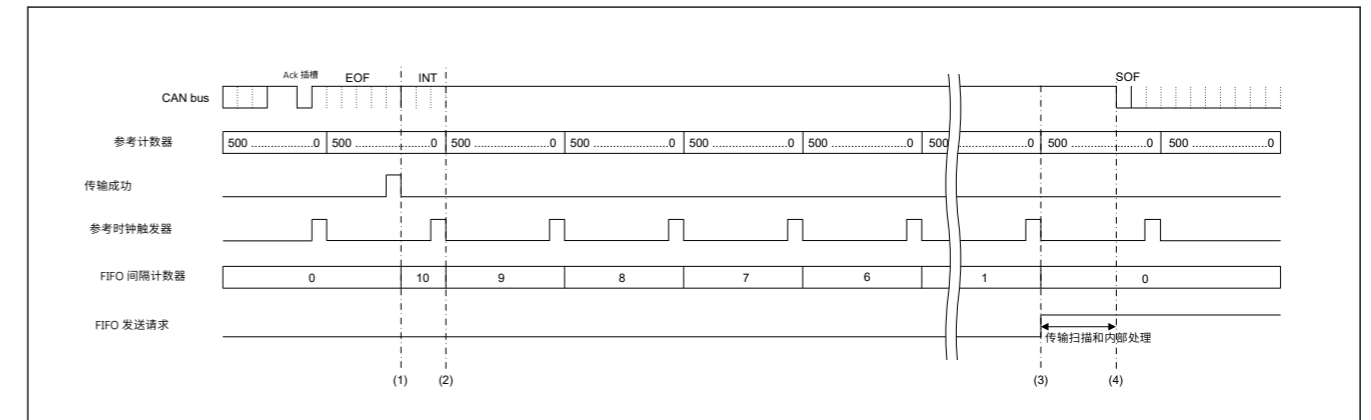 Ack 插槽 EOF INT SOF
CAN bus
参考计数器 500 ....................0 500 ....................0 500 ....................0 500 ....................0 500 ....................0 500 ....................0 500 ....................0 500 ....................0 500 ....................0
传输成功
参考时钟触发器
FIFO 间隔计数器 0 10 9 8 7 6 1 0
FIFO 发送请求
传输扫描和内部处理
(1) (2) (3) (4)